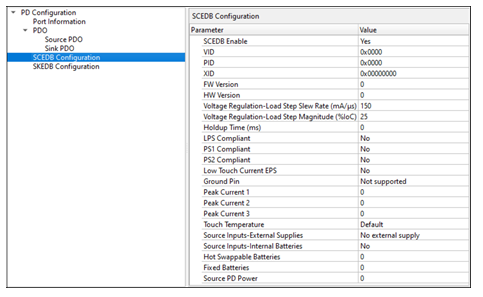 PD Configuration
Port Information
PDO
Source PDO
Sink PDO
SCEDB Configuration
SKEDB Configuration
SCEDB Configuration
Parameter Value
SCEDB Enable Yes
VID 0x0000
PID 0x0000
XID 0x00000000
FW Version 0
HW Version 0
Voltage Regulation-Load Step Slew Rate (mA/µs) 150
Voltage Regulation-Load Step Magnitude (%IoC) 25
Holdup Time (ms) 0
LPS Compliant No
PS1 Compliant No
PS2 Compliant No
Low Touch Current EPS No
Ground Pin Not supported
Peak Current 1 0
Peak Current 2 0
Peak Current 3 0
Touch Temperature Default
Source Inputs-External Supplies No external supply
Source Inputs-Internal Batteries No
Hot Swappable Batteries 0
Fixed Batteries 0
Source PD Power 0